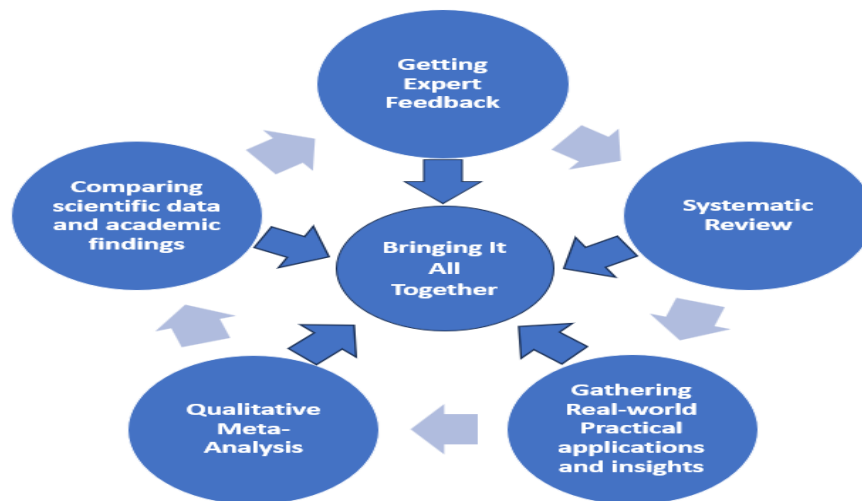 Getting
Expert
Feedback
Systematic
Review
Gathering
Real-world
Practical
applications
and insights
Qualitative
Meta-
Analysis
Comparing
scientific data
and academic
findings
Bringing It
All
Together